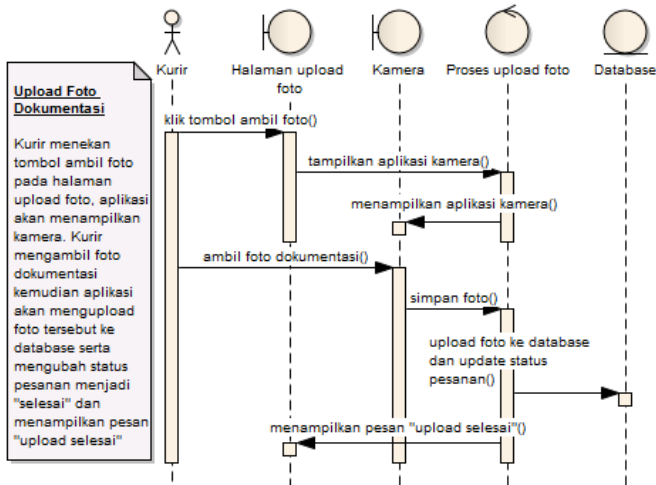 Kurir
Halaman upload
foto
Kamera
Proses upload foto
Database
Upload Foto
Dokumentasi
Kurir menekan
tombol ambil foto
pada halaman
upload foto, aplikasi
akan menampilkan
kamera. Kurir
mengambil foto
dokumentasi
kemudian aplikasi
akan mengupload
foto tersebut ke
database serta
mengubah status
pesanan menjadi
"selesai" dan
menampilkan pesan
"upload selesai"
klik tombol ambil foto()
tampilkan aplikasi kamera()
menampilkan aplikasi kamera()
ambil foto dokumentasi()
simpan foto()
upload foto ke database
dan update status
pesanan()
menampilkan pesan "upload selesai"()